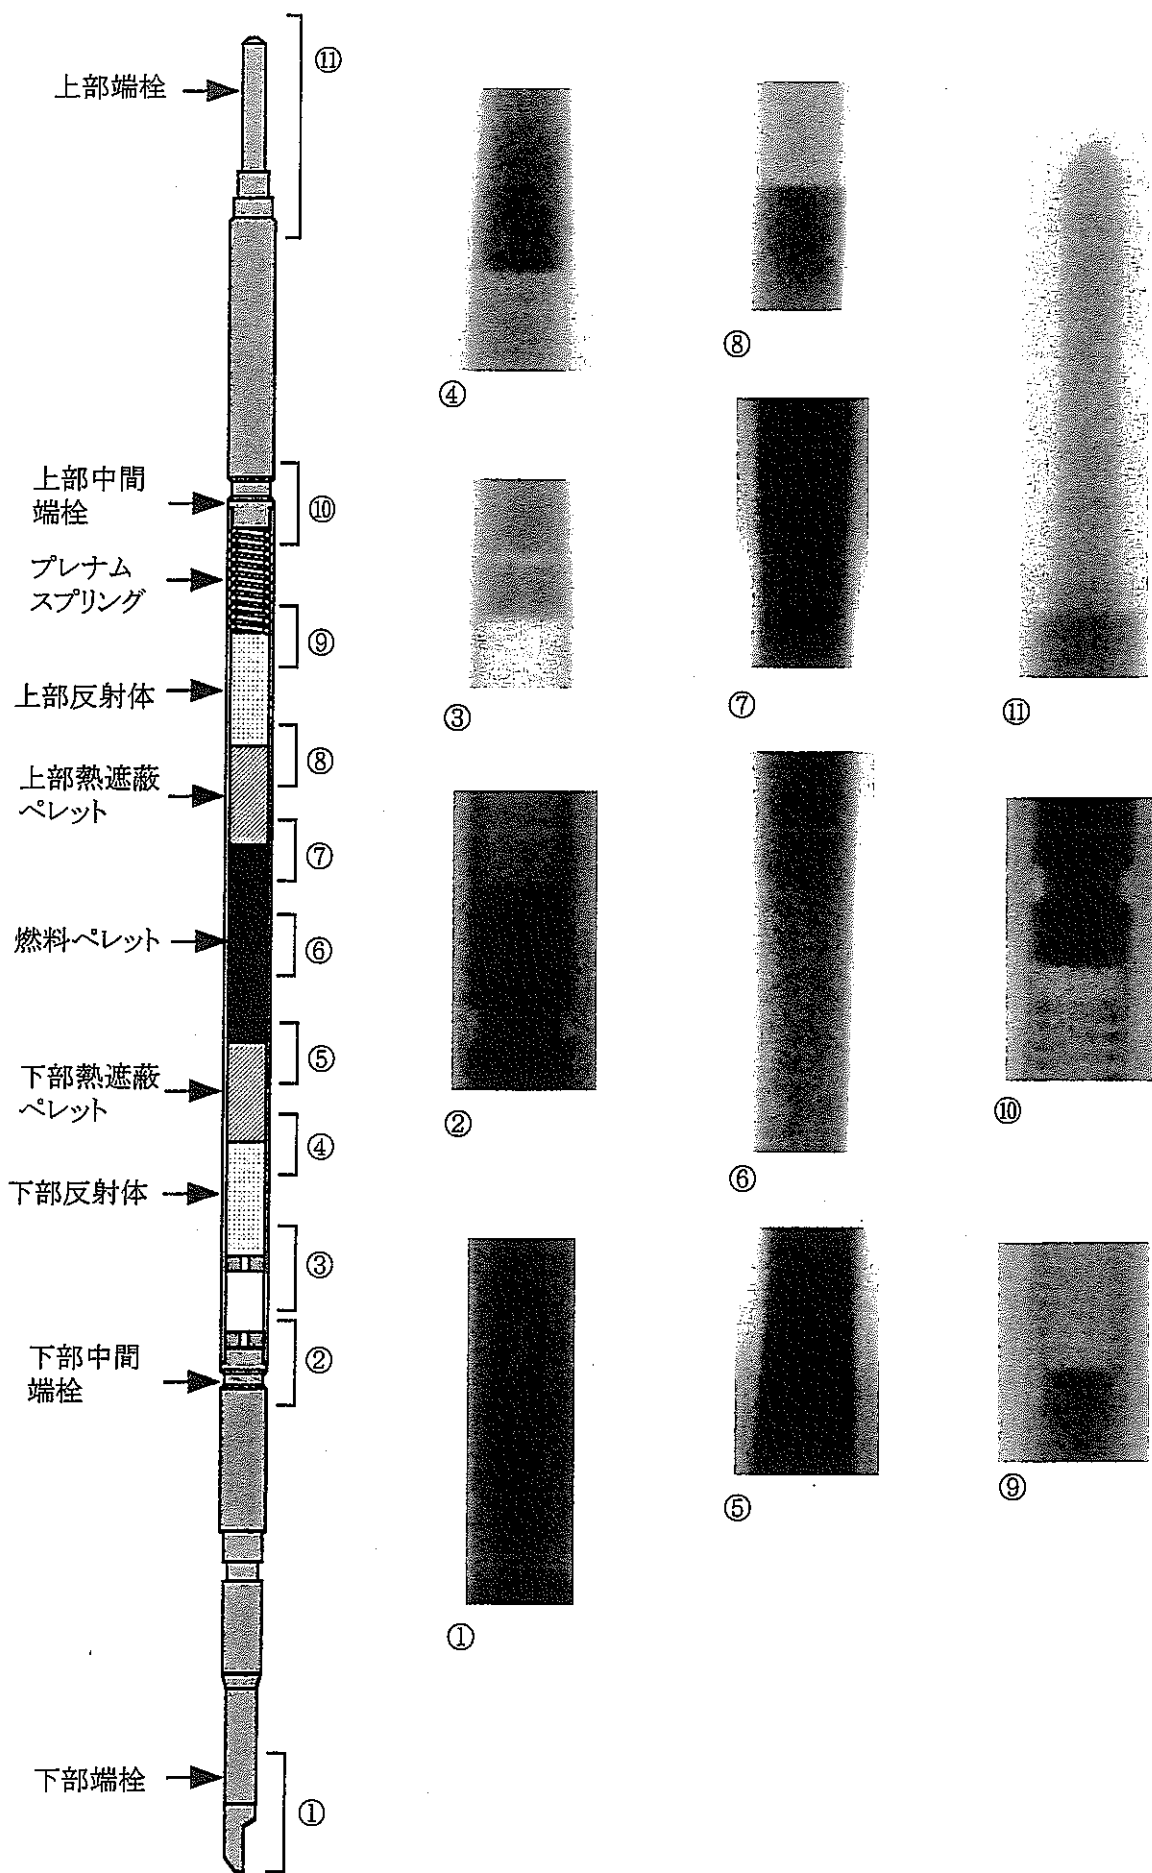 上部端栓
⑪
上部中間
端栓
⑩
プレナム
スプリング
⑨
上部反射体
⑧
上部熱遮蔽
ペレット
⑦
燃料ペレット
⑥
⑤
下部熱遮蔽
ペレット
④
下部反射体
③
②
下部中間
端栓
下部端栓
①
④
③
②
①
⑧
⑦
⑥
⑤
⑪
⑩
⑨